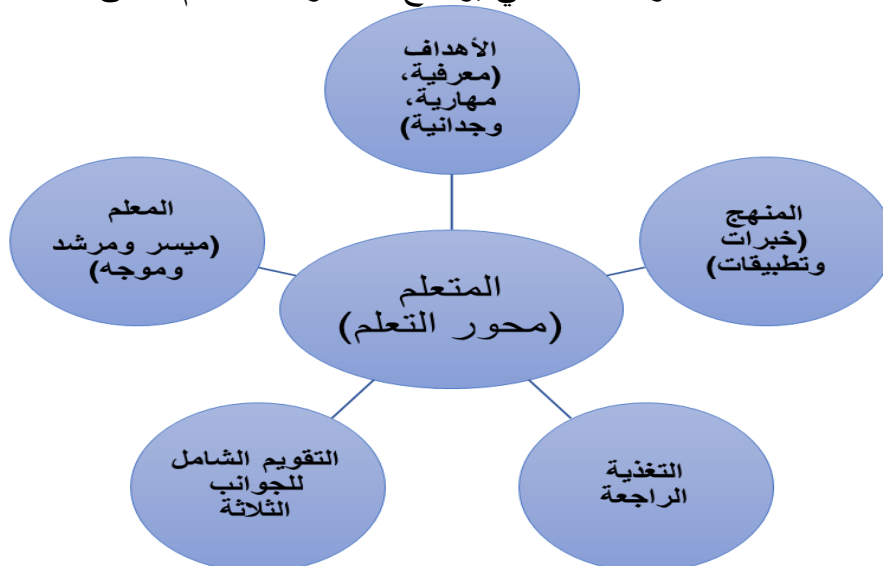 الأهداف
(معرفية،
مهارية،
وجدانية)
المنهج
(خبرات
وتطبيقات)
المعلم
(ميسر ومرشد
وموجه)
المتعلم
(محور التعلم)
التقويم الشامل
للجوانب
الثلاثة
التغذية
الراجعة